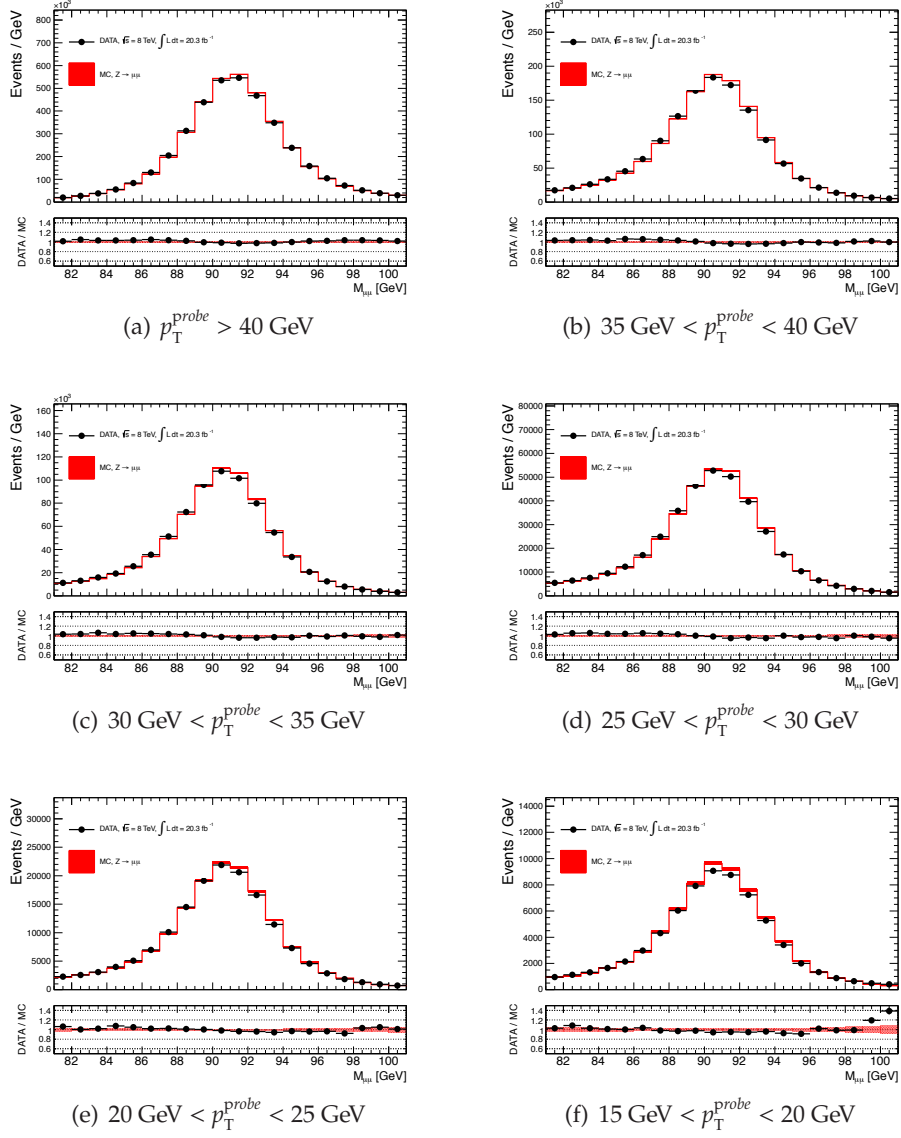 ×10³
Events / GeV
800
700
600
500
400
300
200
100
0
DATA, √s = 8 TeV, ∫ L dt = 20.3 fb⁻¹
MC, Z → μμ
DATA / MC
1.4
1.2
1
0.8
0.6
82 84 86 88 90 92 94 96 98 100
M_μμ [GeV]
(a) p_T^probe > 40 GeV
×10³
Events / GeV
250
200
150
100
50
0
DATA, √s = 8 TeV, ∫ L dt = 20.3 fb⁻¹
MC, Z → μμ
DATA / MC
1.4
1.2
1
0.8
0.6
82 84 86 88 90 92 94 96 98 100
M_μμ [GeV]
(b) 35 GeV < p_T^probe < 40 GeV
×10³
Events / GeV
160
140
120
100
80
60
40
20
0
DATA, √s = 8 TeV, ∫ L dt = 20.3 fb⁻¹
MC, Z → μμ
DATA / MC
1.4
1.2
1
0.8
0.6
82 84 86 88 90 92 94 96 98 100
M_μμ [GeV]
(c) 30 GeV < p_T^probe < 35 GeV
Events / GeV
80000
70000
60000
50000
40000
30000
20000
10000
0
DATA, √s = 8 TeV, ∫ L dt = 20.3 fb⁻¹
MC, Z → μμ
DATA / MC
1.4
1.2
1
0.8
0.6
82 84 86 88 90 92 94 96 98 100
M_μμ [GeV]
(d) 25 GeV < p_T^probe < 30 GeV
Events / GeV
30000
25000
20000
15000
10000
5000
0
DATA, √s = 8 TeV, ∫ L dt = 20.3 fb⁻¹
MC, Z → μμ
DATA / MC
1.4
1.2
1
0.8
0.6
82 84 86 88 90 92 94 96 98 100
M_μμ [GeV]
(e) 20 GeV < p_T^probe < 25 GeV
Events / GeV
14000
12000
10000
8000
6000
4000
2000
0
DATA, √s = 8 TeV, ∫ L dt = 20.3 fb⁻¹
MC, Z → μμ
DATA / MC
1.4
1.2
1
0.8
0.6
82 84 86 88 90 92 94 96 98 100
M_μμ [GeV]
(f) 15 GeV < p_T^probe < 20 GeV